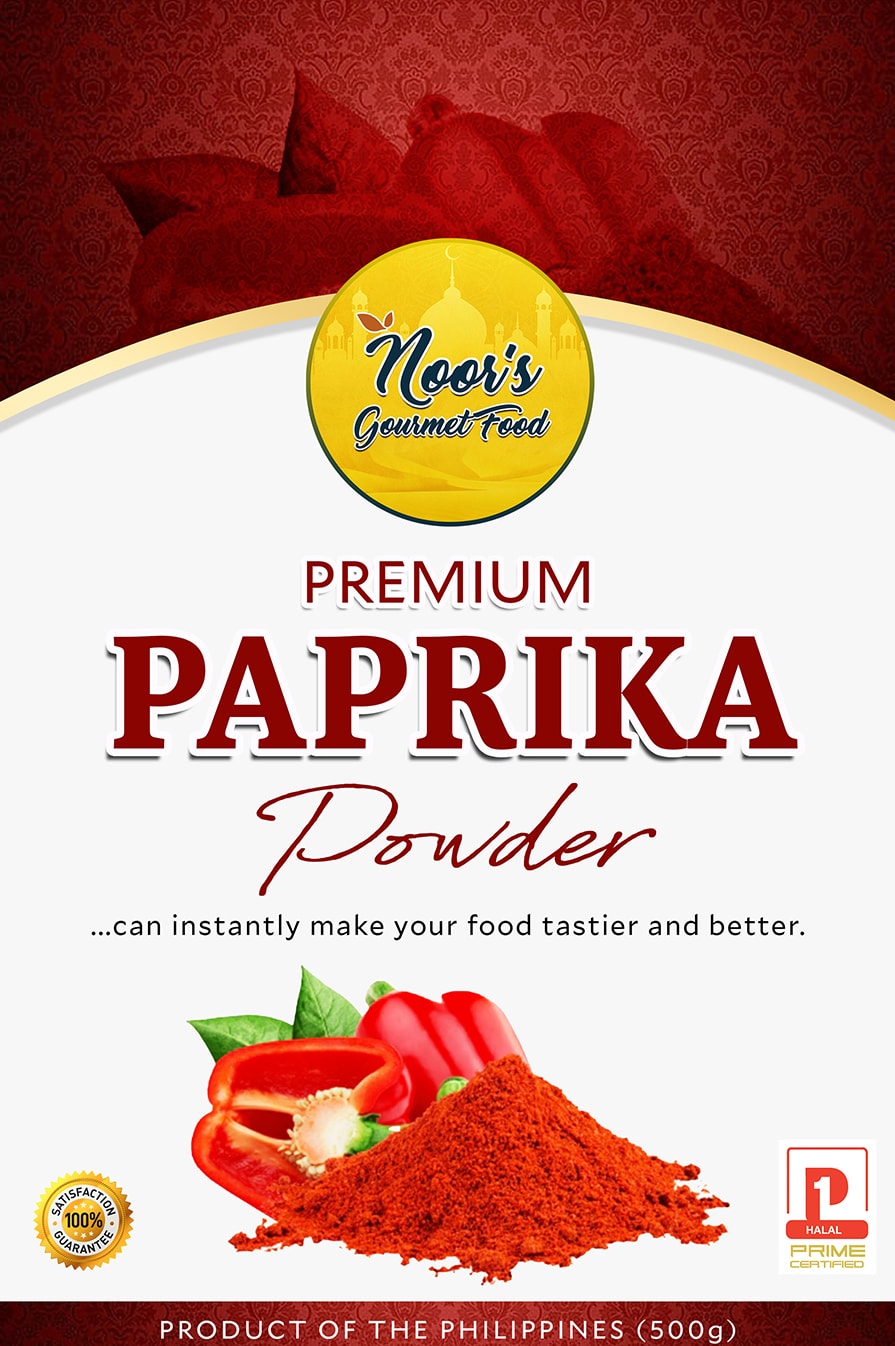 Noor's
Gourmet Food
PREMIUM
PAPRIKA
Powder
...can instantly make your food tastier and better.
SATISFACTION
100%
GUARANTEE
P1
HALAL
PRIME
CERTIFIED
PRODUCT OF THE PHILIPPINES (500g)